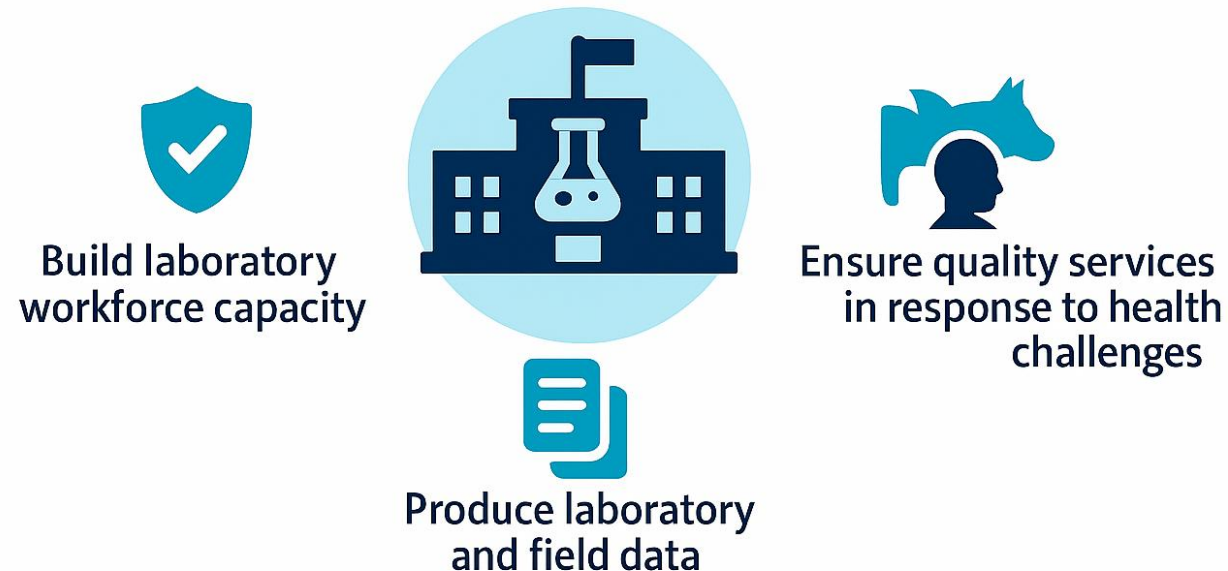 Build laboratory
workforce capacity
Ensure quality services
in response to health
challenges
Produce laboratory
and field data